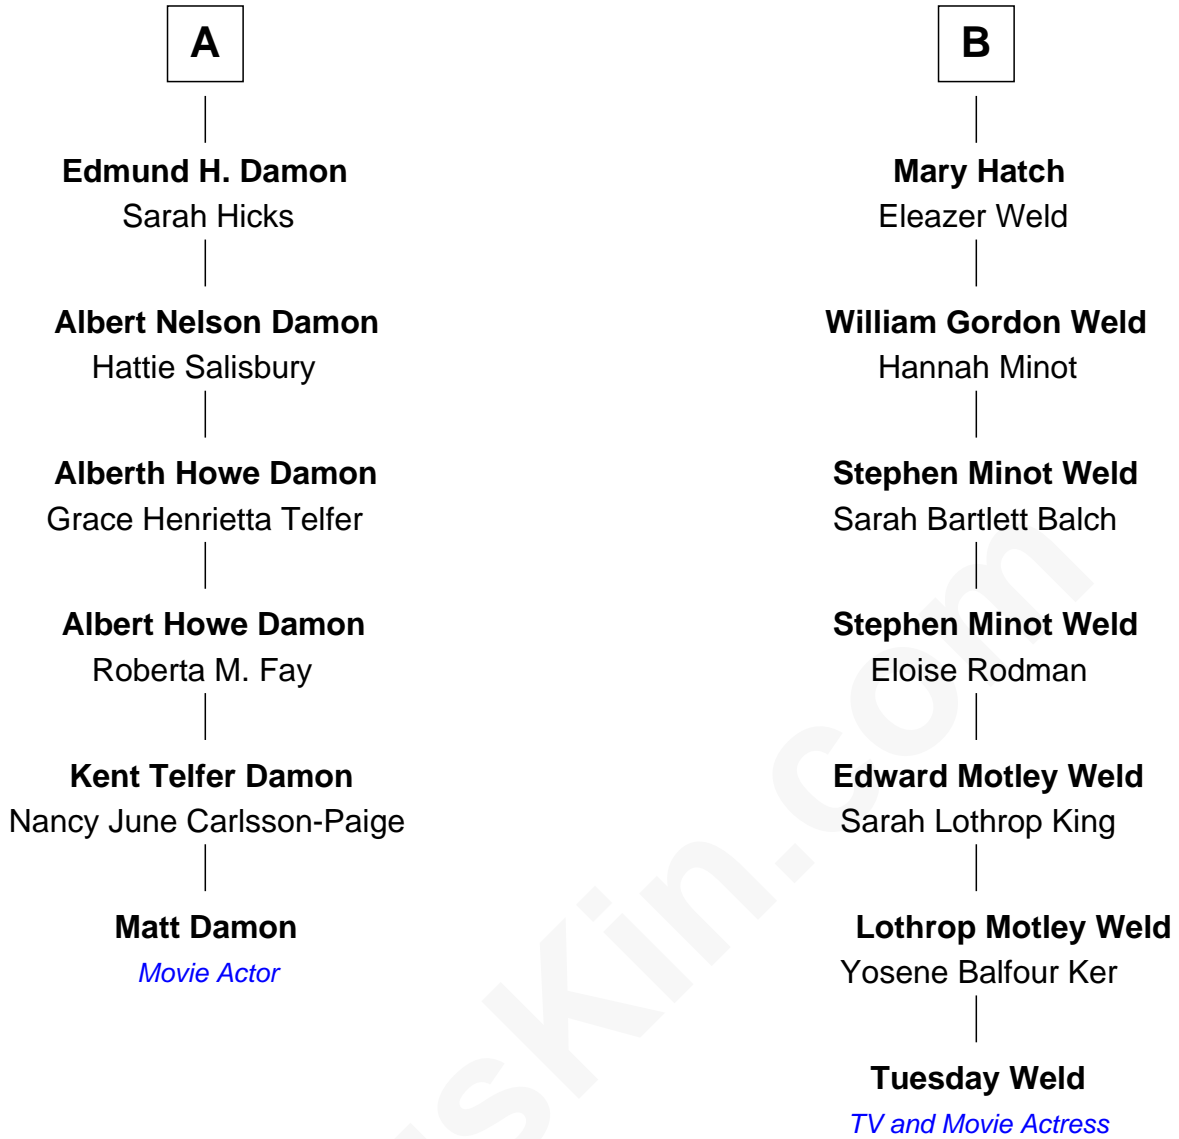 A
Edmund H. Damon
Sarah Hicks
Albert Nelson Damon
Hattie Salisbury
Alberth Howe Damon
Grace Henrietta Telfer
Albert Howe Damon
Roberta M. Fay
Kent Telfer Damon
Nancy June Carlsson-Paige
Matt Damon
Movie Actor
B
Mary Hatch
Eleazer Weld
William Gordon Weld
Hannah Minot
Stephen Minot Weld
Sarah Bartlett Balch
Stephen Minot Weld
Eloise Rodman
Edward Motley Weld
Sarah Lothrop King
Lothrop Motley Weld
Yosene Balfour Ker
Tuesday Weld
TV and Movie Actress